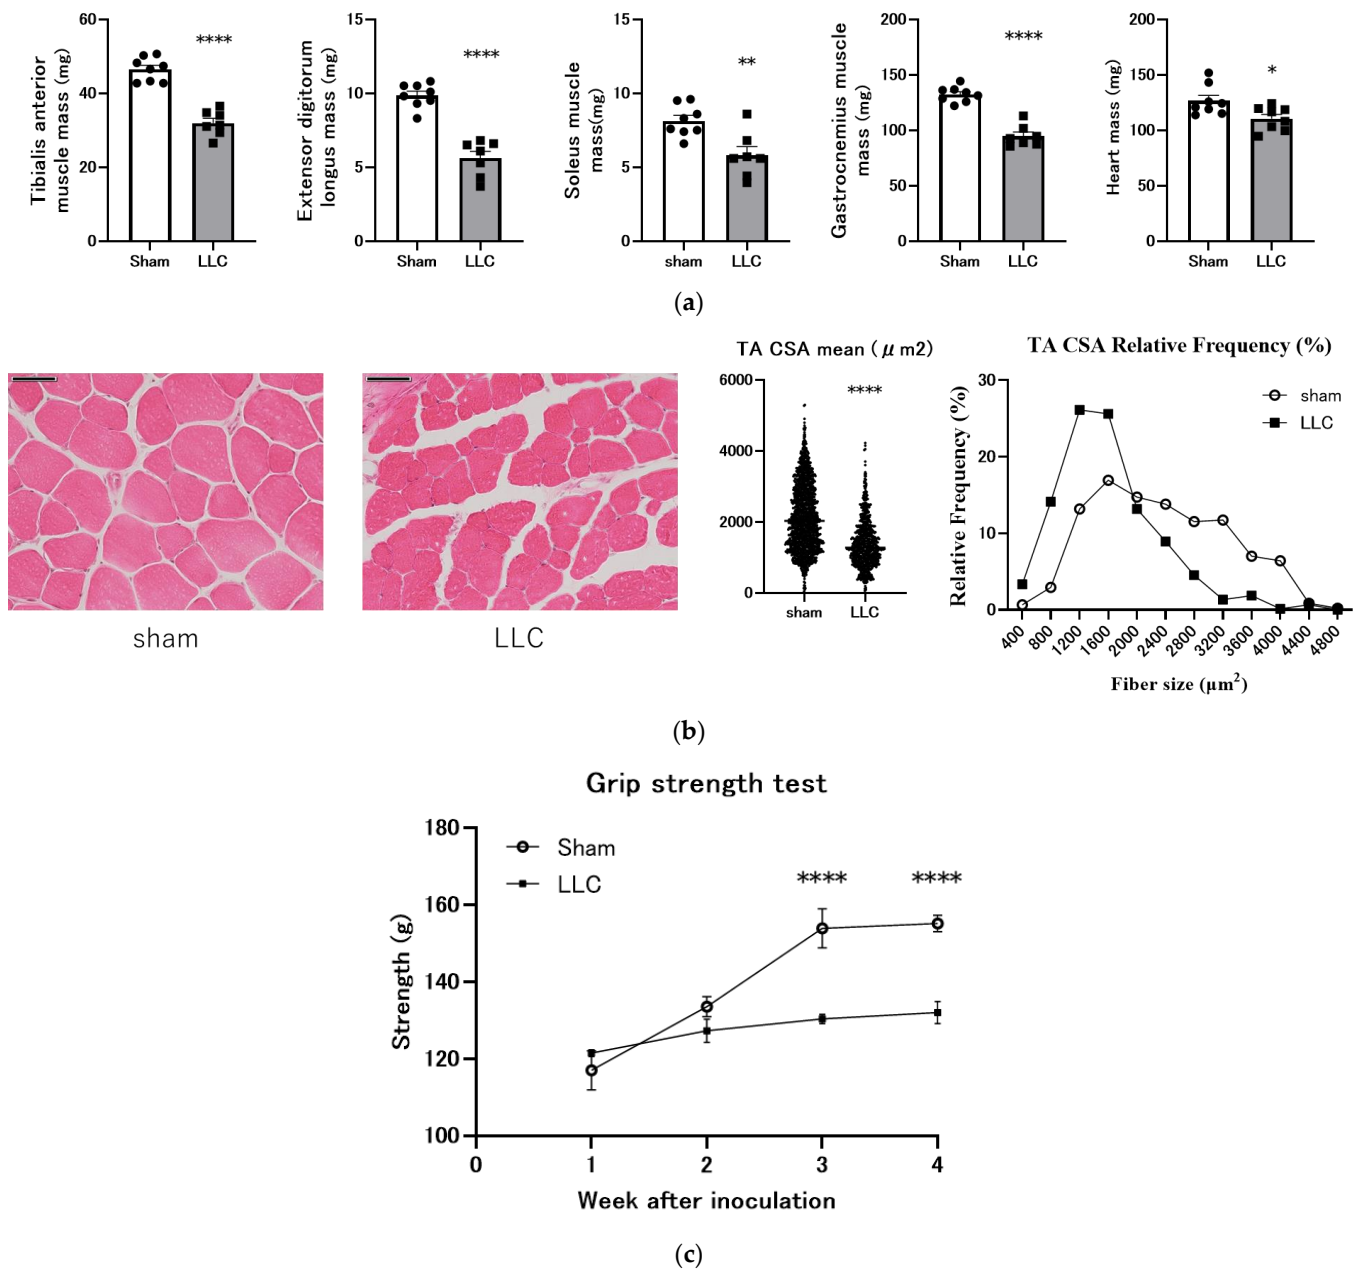 Tibialis anterior
muscle mass (mg)
60
40
20
0
****
Sham
LLC
Extensor digitorum
longus mass (mg)
15
10
5
0
****
Sham
LLC
Soleus muscle
mass(mg)
15
10
5
0
**
sham
LLC
Gastrocnemius muscle
mass (mg)
200
150
100
50
0
****
Sham
LLC
Heart mass (mg)
200
150
100
50
0
*
Sham
LLC
(a)
sham
LLC
TA CSA mean (μm2)
6000
4000
2000
0
****
sham
LLC
TA CSA Relative Frequency (%)
Relative Frequency (%)
30
20
10
0
sham
LLC
400
800
1200
1600
2000
2400
2800
3200
3600
4000
4400
4800
Fiber size (μm²)
(b)
Grip strength test
Strength (g)
180
160
140
120
100
Sham
LLC
****
****
0
1
2
3
4
Week after inoculation
(c)